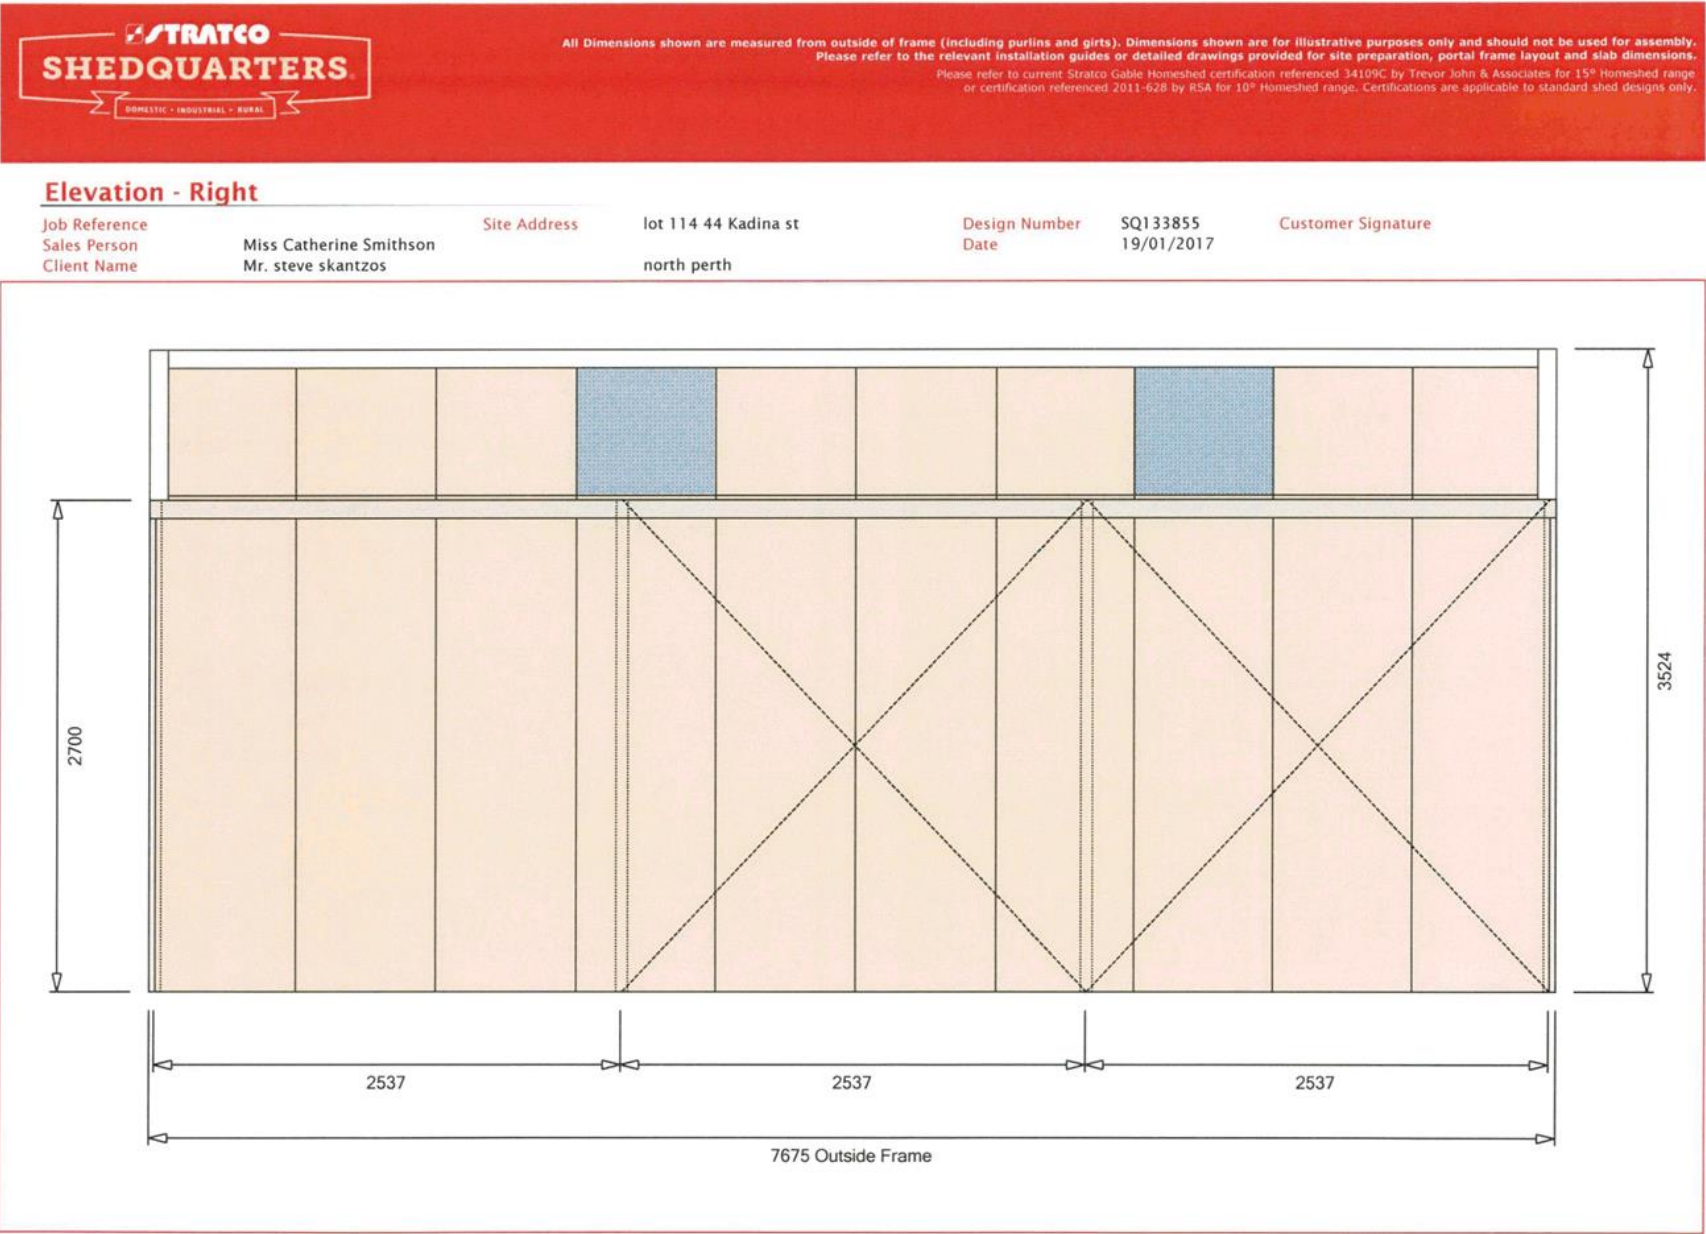 STRATCO
SHEDQUARTERS
DOMESTIC • INDUSTRIAL • RURAL
All Dimensions shown are measured from outside of frame (including purlins and girts). Dimensions shown are for illustrative purposes only and should not be used for assembly.
Please refer to the relevant installation guides or detailed drawings provided for site preparation, portal frame layout and slab dimensions.
Please refer to current Stratco Gable Homeshed certification referenced 34109C by Trevor John & Associates for 15° Homeshed range
or certification referenced 2011-628 by RSA for 10° Homeshed range. Certifications are applicable to standard shed designs only.
Elevation - Right
Job Reference Site Address lot 114 44 Kadina st Design Number SQ133855 Customer Signature
Sales Person Miss Catherine Smithson Date 19/01/2017
Client Name Mr. steve skantzos north perth
2700
3524
2537 2537 2537
7675 Outside Frame